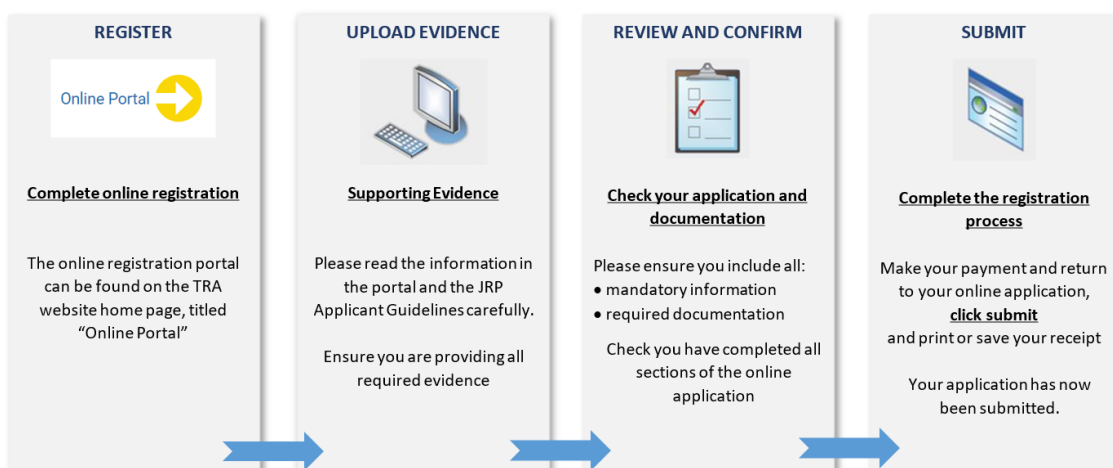 REGISTER
Online Portal
Complete online registration
The online registration portal
can be found on the TRA
website home page, titled
“Online Portal”
UPLOAD EVIDENCE
Supporting Evidence
Please read the information in
the portal and the JRP
Applicant Guidelines carefully.
Ensure you are providing all
required evidence
REVIEW AND CONFIRM
Check your application and
documentation
Please ensure you include all:
• mandatory information
• required documentation
Check you have completed all
sections of the online
application
SUBMIT
Complete the registration
process
Make your payment and return
to your online application,
click submit
and print or save your receipt
Your application has now
been submitted.